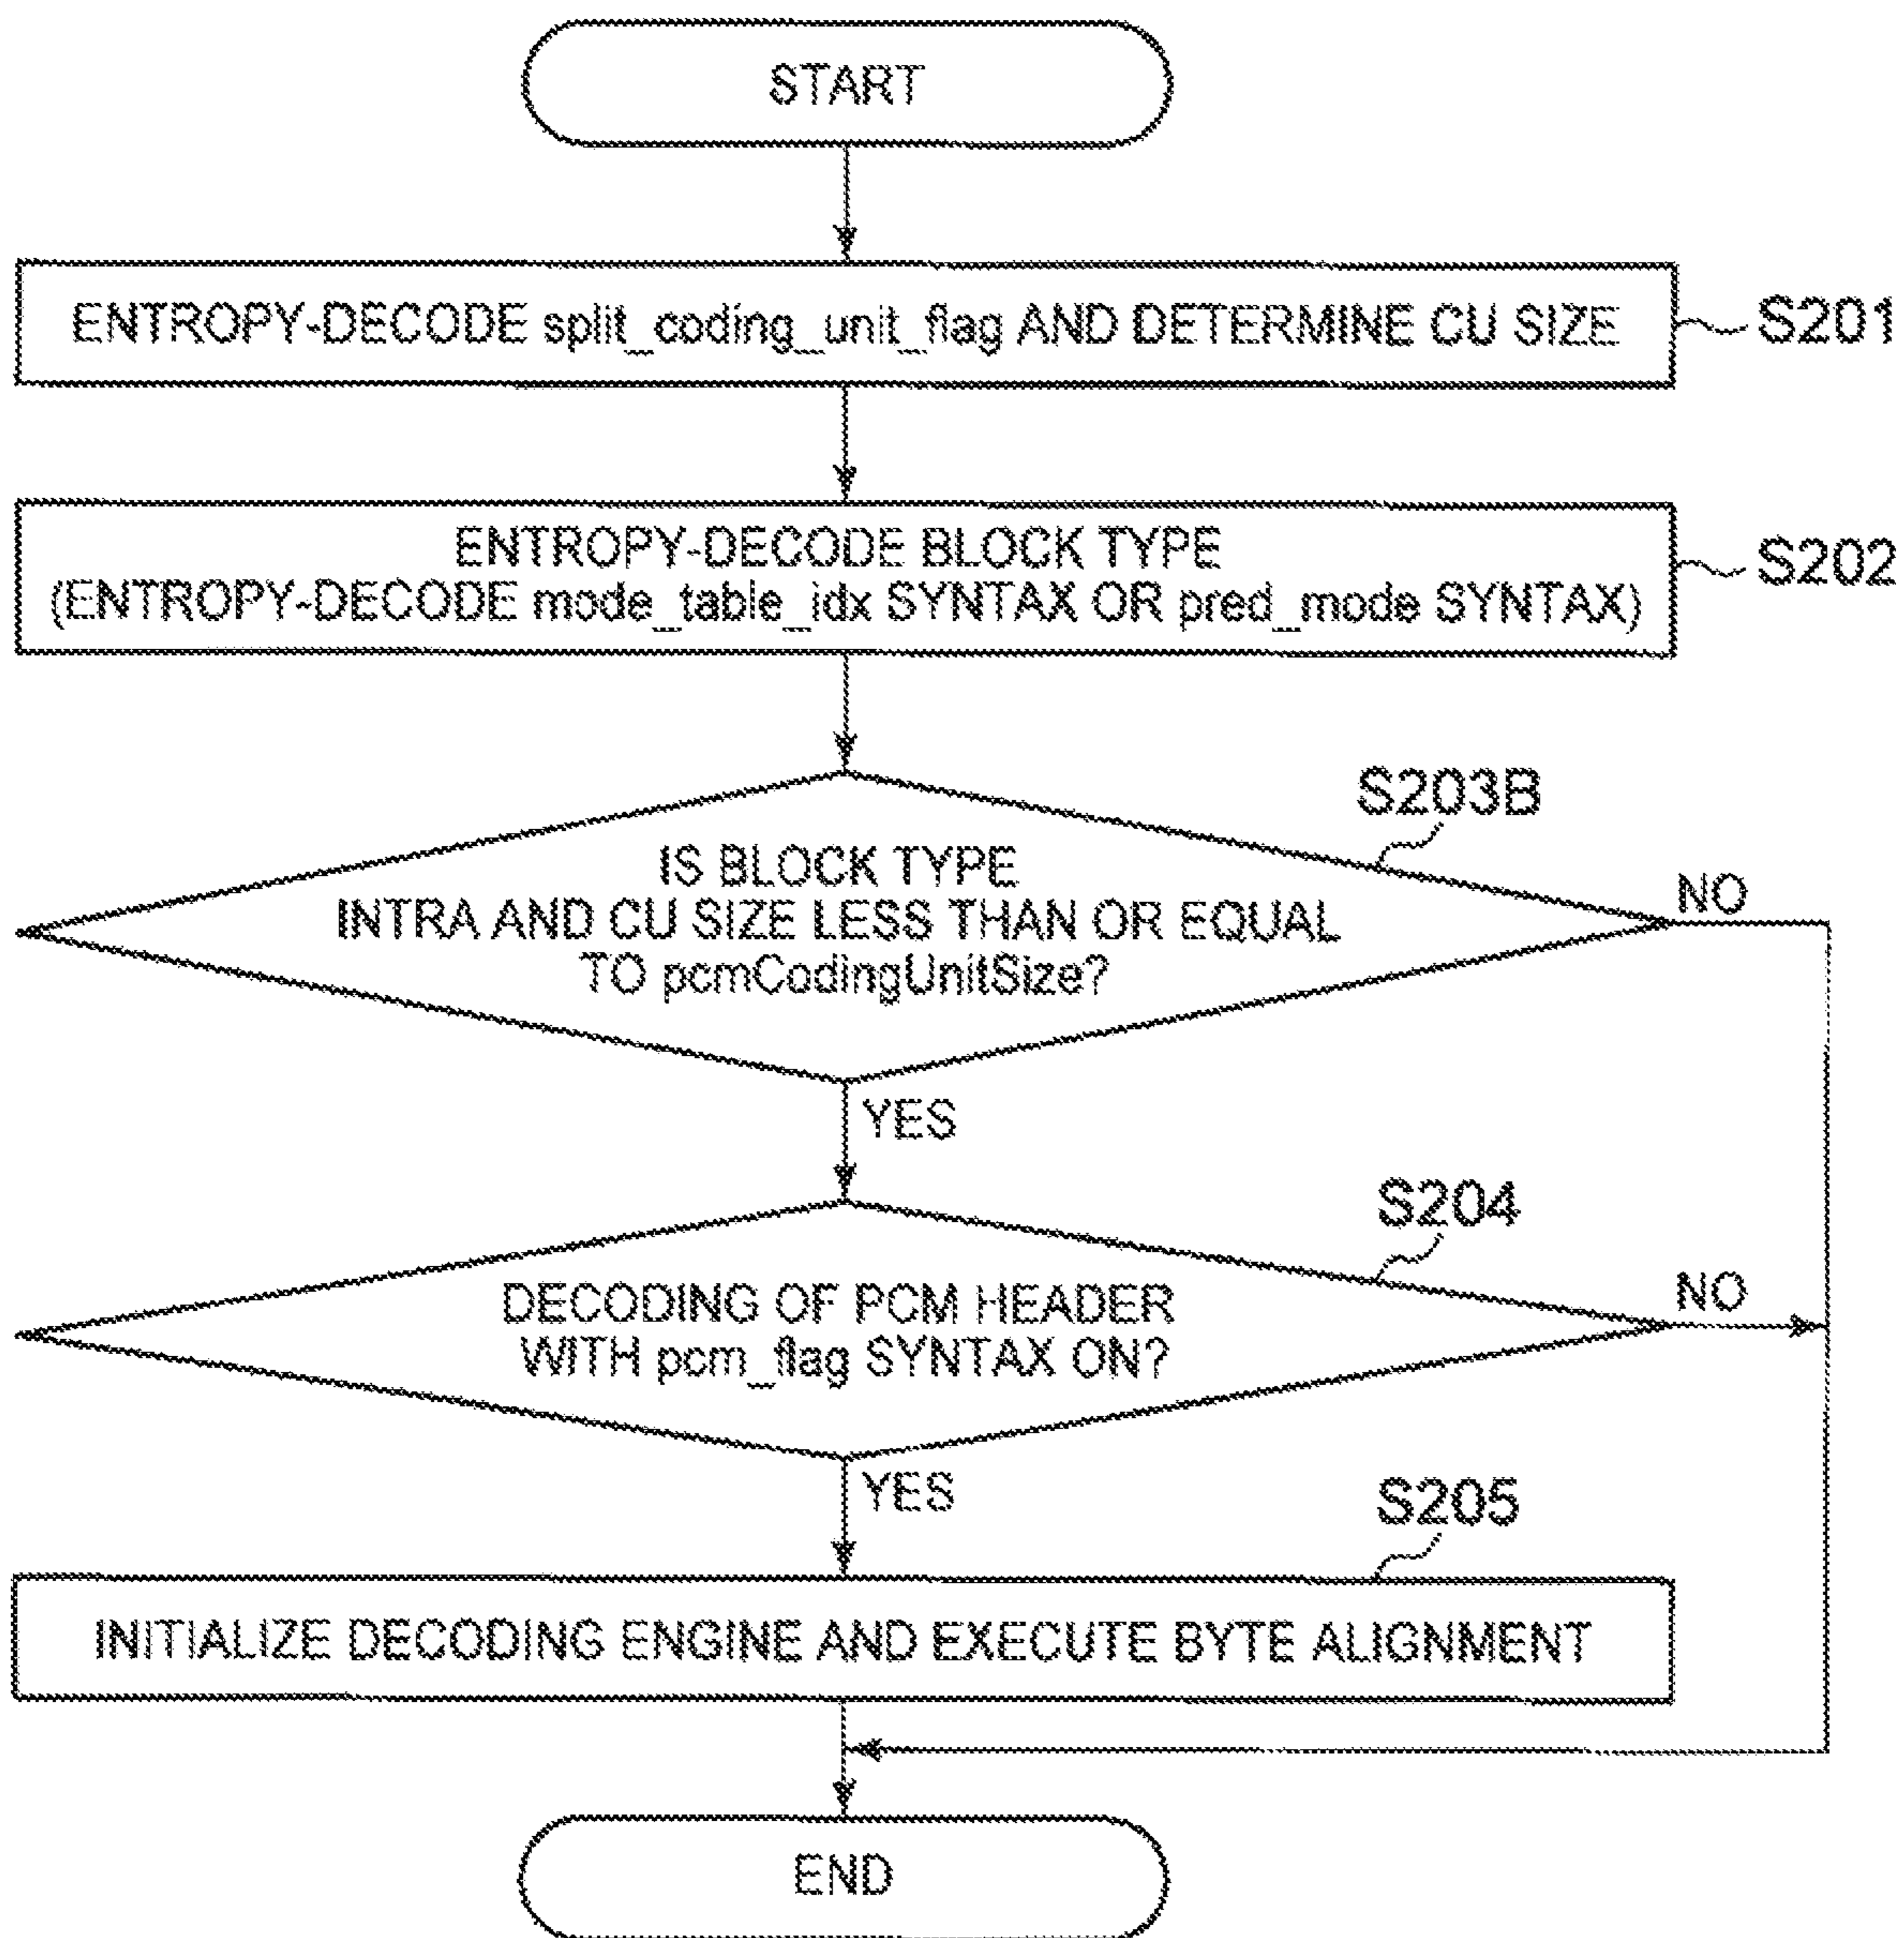 START
ENTROPY-DECODE split_coding_unit_flag AND DETERMINE CU SIZE
S201
ENTROPY-DECODE BLOCK TYPE
(ENTROPY-DECODE mode_table_idx SYNTAX OR pred_mode SYNTAX)
S202
S203B
IS BLOCK TYPE
INTRA AND CU SIZE LESS THAN OR EQUAL
TO pcmCodingUnitSize?
NO
YES
S204
DECODING OF PCM HEADER
WITH pcm_flag SYNTAX ON?
NO
YES
S205
INITIALIZE DECODING ENGINE AND EXECUTE BYTE ALIGNMENT
END